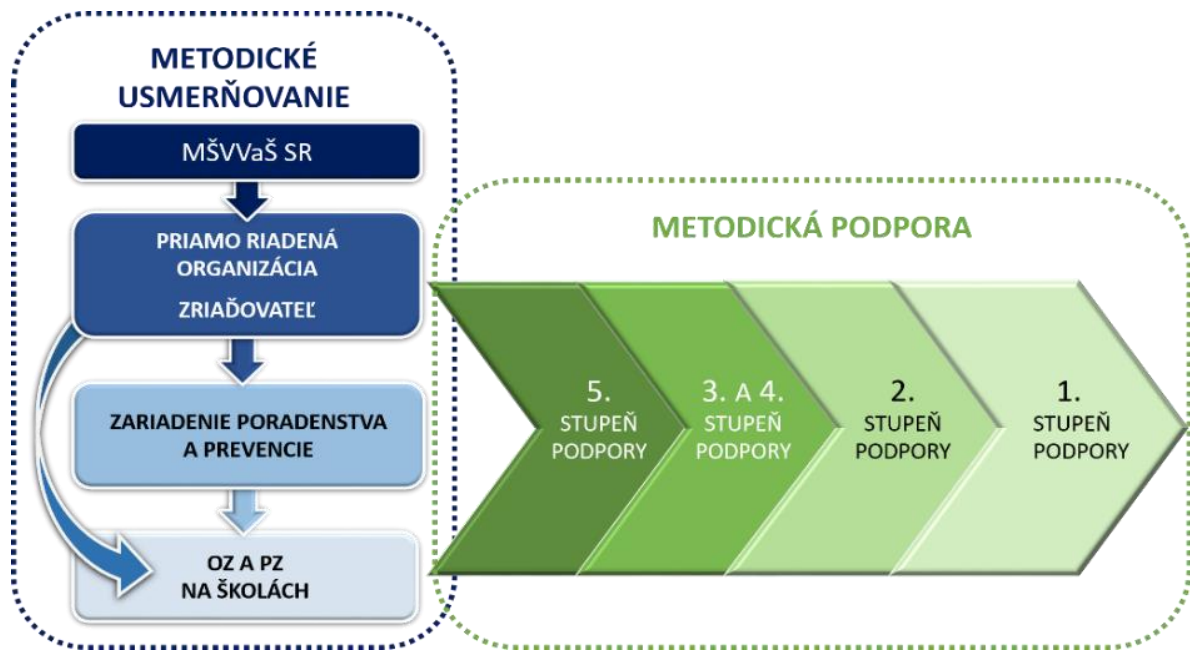 METODICKÉ
USMERŇOVANIE
MŠVVaŠ SR
PRIAMO RIADENÁ
ORGANIZÁCIA
ZRIAĎOVATEĽ
ZARIADENIE PORADENSTVA
A PREVENCIE
OZ A PZ
NA ŠKOLÁCH
METODICKÁ PODPORA
5.
STUPEŇ
PODPORY
3. A 4.
STUPEŇ
PODPORY
2.
STUPEŇ
PODPORY
1.
STUPEŇ
PODPORY